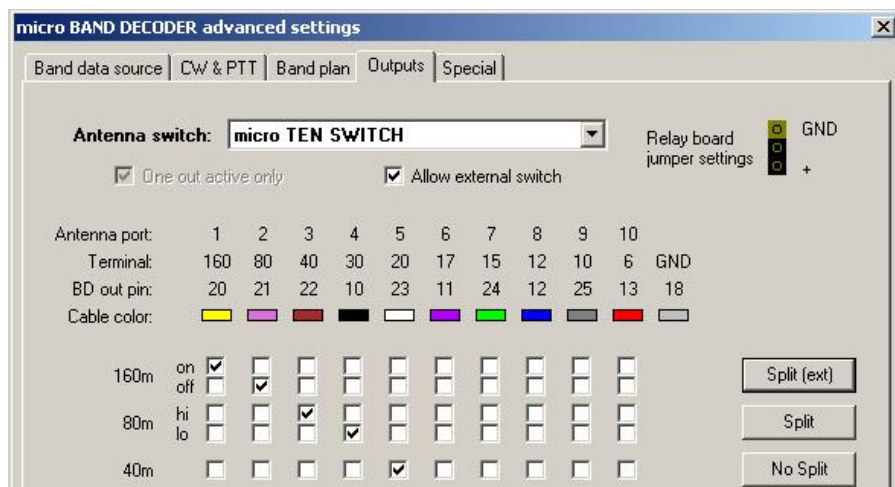 micro BAND DECODER advanced settings
Band data source CW & PTT Band plan Outputs Special
Antenna switch: micro TEN SWITCH
Relay board jumper settings
GND
+
One out active only Allow external switch
Antenna port: 1 2 3 4 5 6 7 8 9 10
Terminal: 160 80 40 30 20 17 15 12 10 6 GND
BD out pin: 20 21 22 10 23 11 24 12 25 13 18
Cable color:
160m on
off
Split (ext)
80m hi
lo
Split
40m
No Split